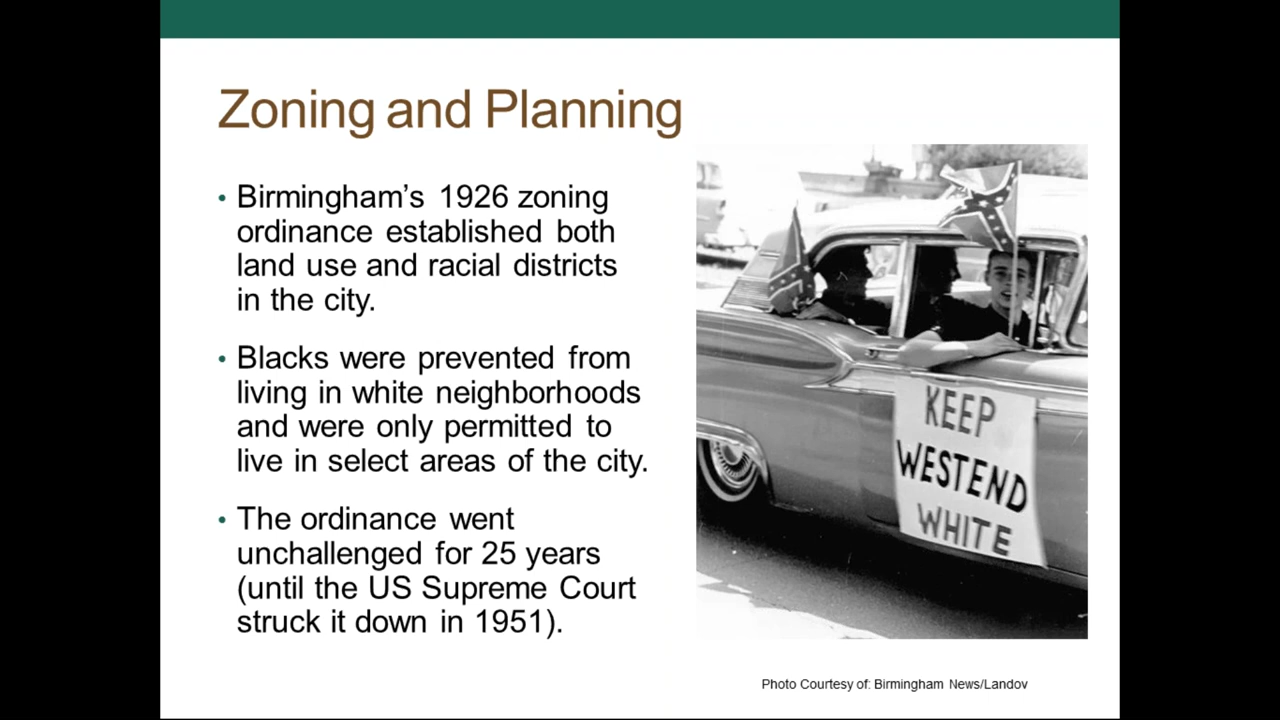 Zoning and Planning
• Birmingham’s 1926 zoning
ordinance established both
land use and racial districts
in the city.
• Blacks were prevented from
living in white neighborhoods
and were only permitted to
live in select areas of the city.
• The ordinance went
unchallenged for 25 years
(until the US Supreme Court
struck it down in 1951).
KEEP
WESTEND
WHITE
Photo Courtesy of: Birmingham News/Landov